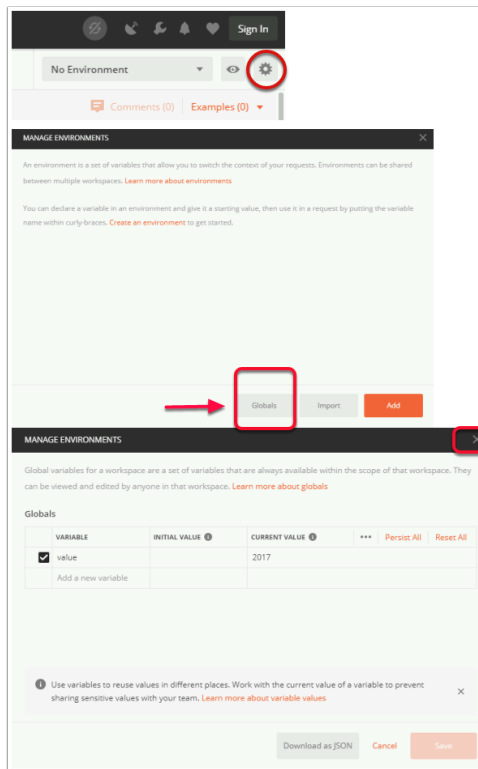 Sign In
No Environment
Comments (0) Examples (0)
MANAGE ENVIRONMENTS
An environment is a set of variables that allow you to switch the context of your requests. Environments can be shared
between multiple workspaces. Learn more about environments
You can declare a variable in an environment and give it a starting value, then use it in a request by putting the variable
name within curly-braces. Create an environment to get started.
Globals Import Add
MANAGE ENVIRONMENTS
Global variables for a workspace are a set of variables that are always available within the scope of that workspace. They
can be viewed and edited by anyone in that workspace. Learn more about globals
Globals
VARIABLE INITIAL VALUE CURRENT VALUE ••• Persist All Reset All
value 2017
Add a new variable
Use variables to reuse values in different places. Work with the current value of a variable to prevent
sharing sensitive values with your team. Learn more about variable values
Download as JSON Cancel Save